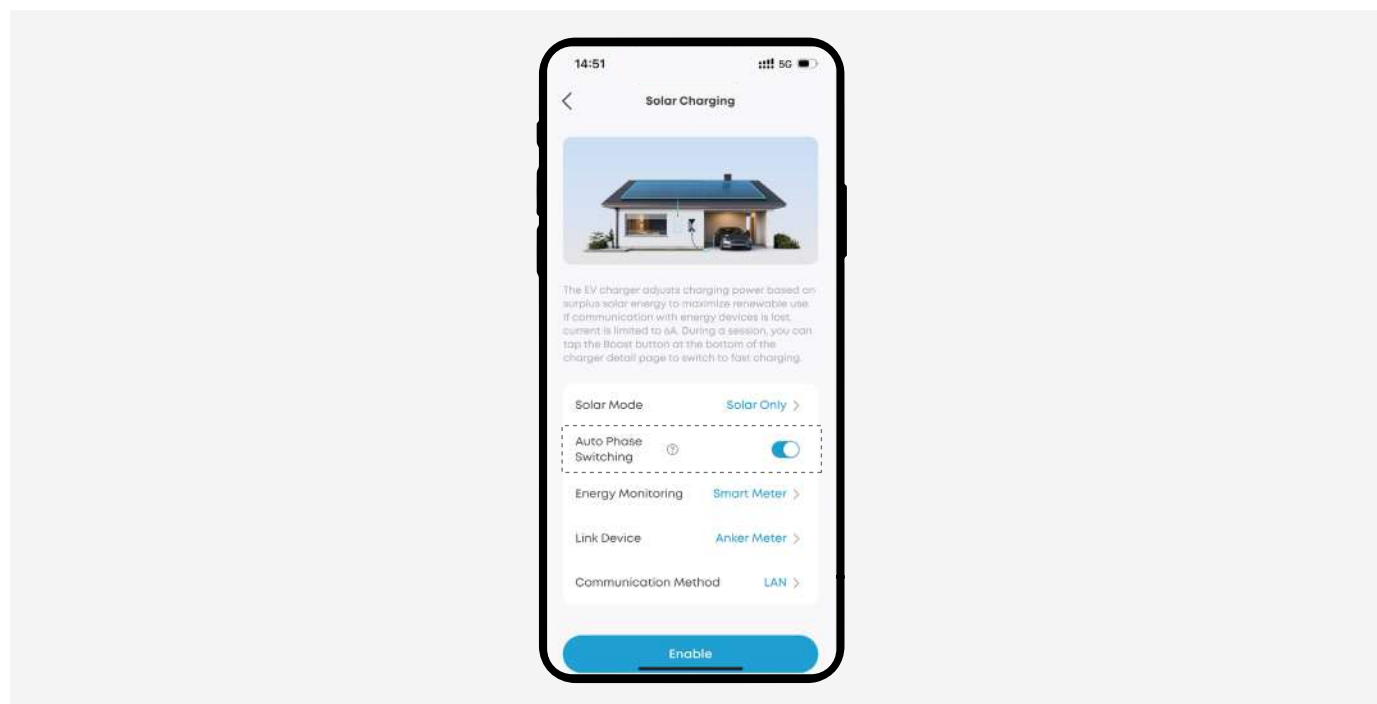 14:51 5G
Solar Charging
The EV charger adjusts charging power based on
surplus solar energy to maximize renewable use.
If communication with energy devices is lost,
current is limited to 6A. During a session, you can
tap the Boost button at the bottom of the
charger detail page to switch to fast charging.
Solar Mode Solar Only >
Auto Phase
Switching ?
Energy Monitoring Smart Meter >
Link Device Anker Meter >
Communication Method LAN >
Enable